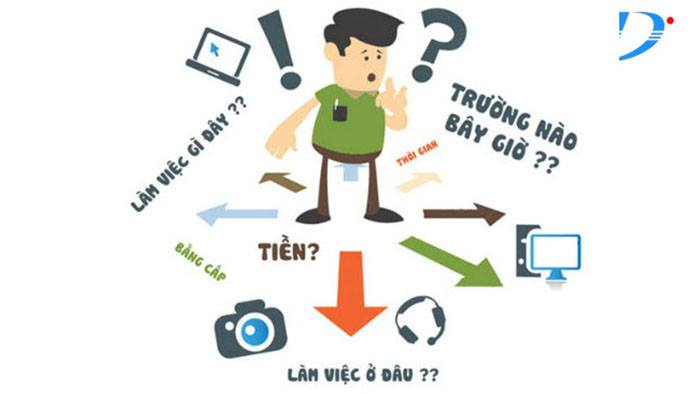 LÀM VIỆC GÌ ĐÂY ??
TRƯỜNG NÀO
BÂY GIỜ ??
THỜI GIAN
TIỀN?
BẰNG CẤP
LÀM VIỆC Ở ĐÂU ??